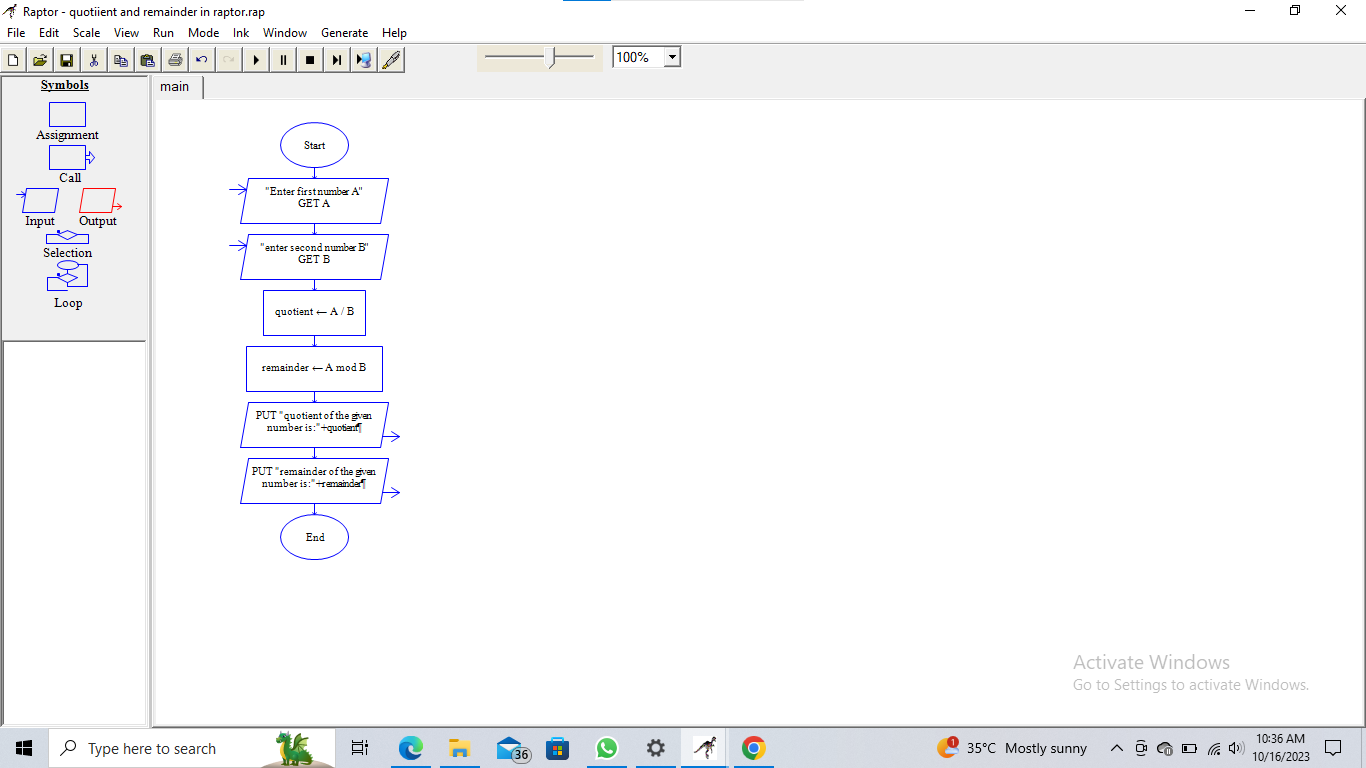 Raptor - quotiient and remainder in raptor.rap
File Edit Scale View Run Mode Ink Window Generate Help
100%
Symbols
main
Assignment
Call
Input Output
Selection
Loop
Start
"Enter first number A"
GET A
"enter second number B"
GET B
quotient ← A / B
remainder ← A mod B
PUT "quotient of the given
number is:"+quotient¶
PUT "remainder of the given
number is:"+remainder¶
End
Activate Windows
Go to Settings to activate Windows.
Type here to search
36
1
35°C Mostly sunny
10:36 AM
10/16/2023